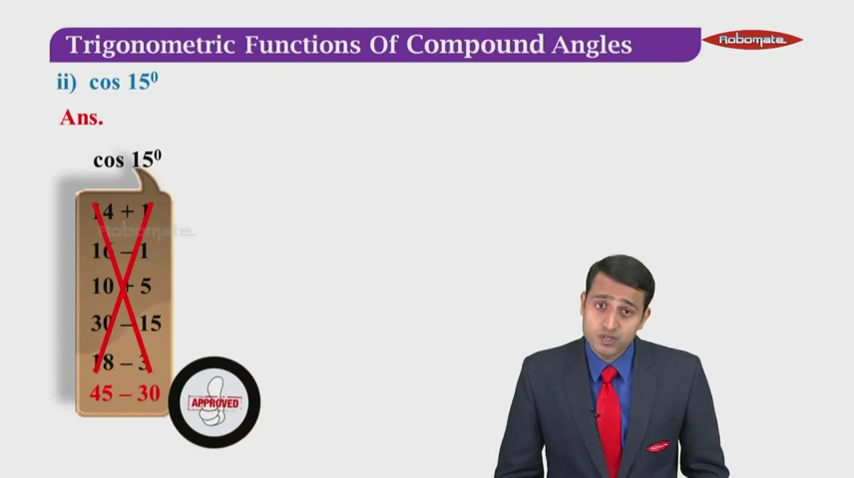 Trigonometric Functions Of Compound Angles
Robomate
ii) cos 15⁰
Ans.
cos 15⁰
14 + 1
Robomate
16 – 1
10 + 5
30 – 15
18 – 3
45 – 30
APPROVED